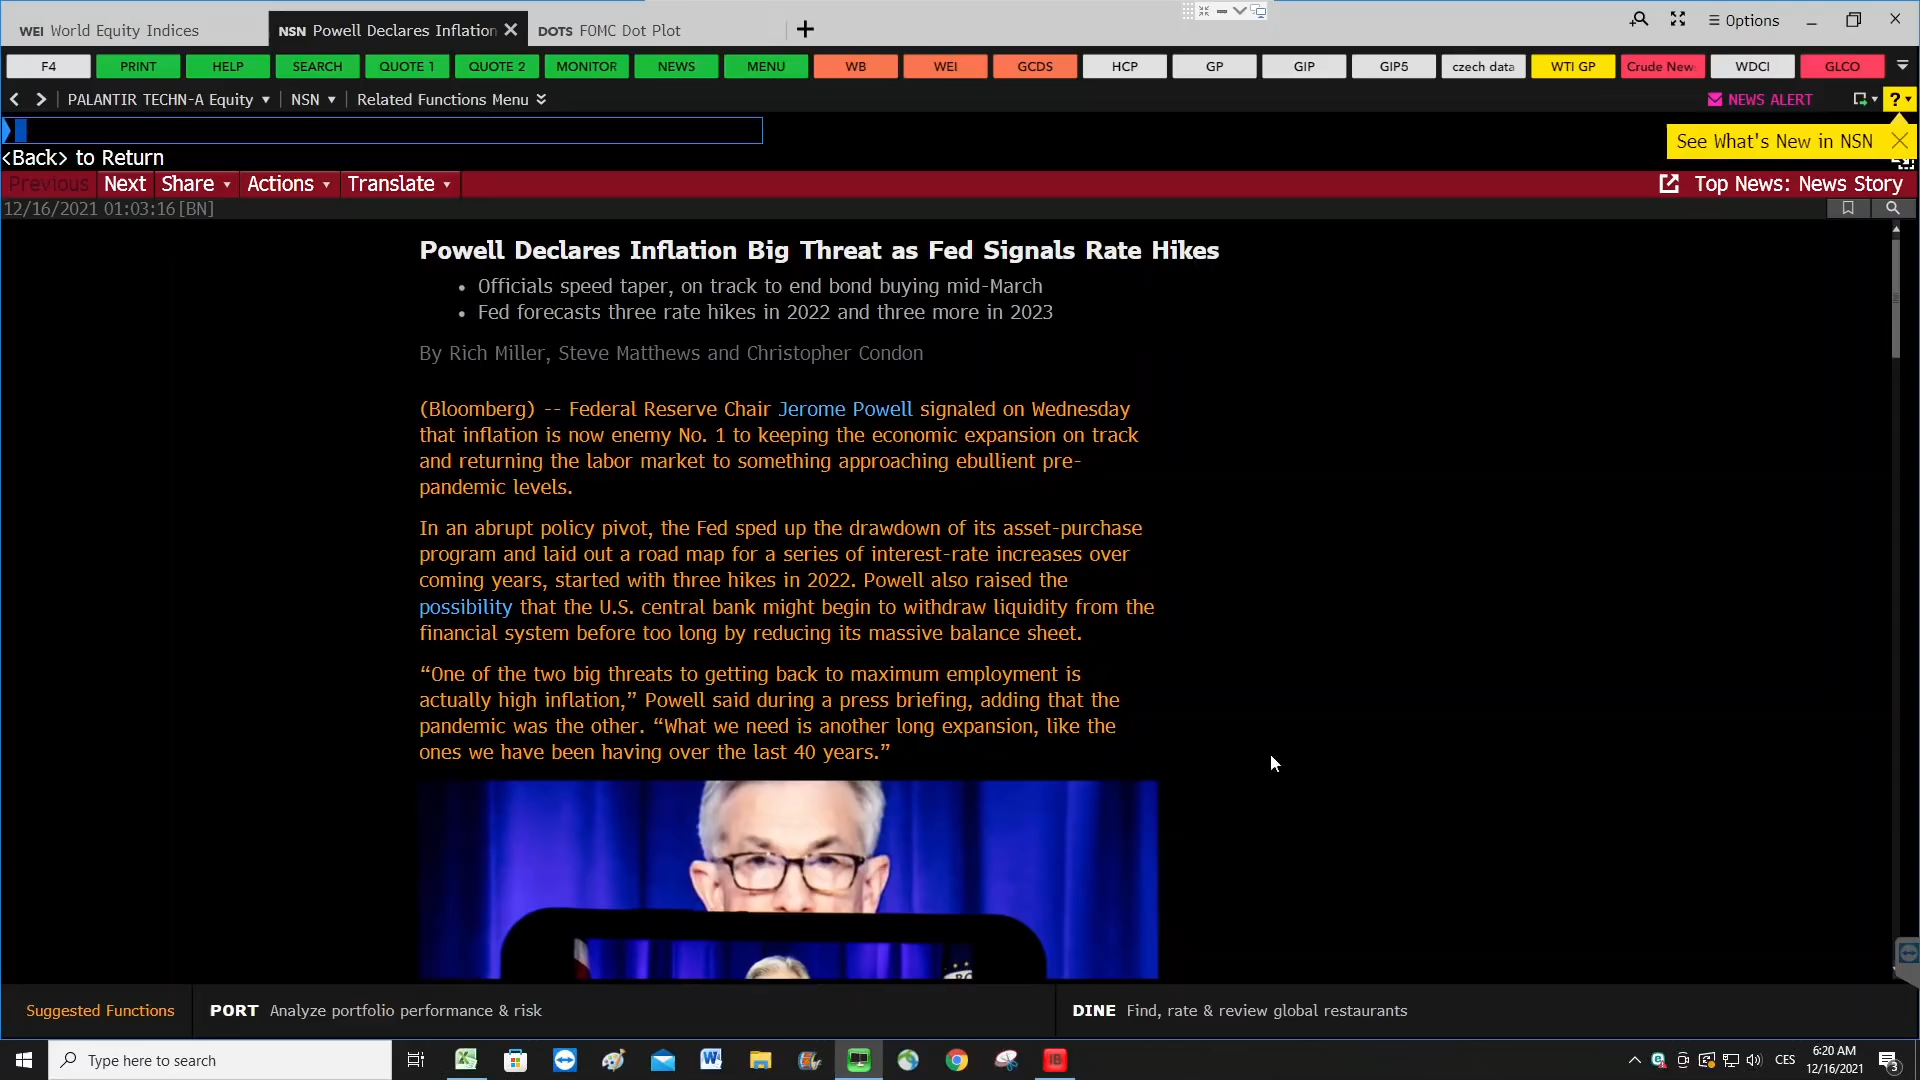 WEI World Equity Indices
NSN Powell Declares Inflation
DOTS FOMC Dot Plot
Options
F4 PRINT HELP SEARCH QUOTE 1 QUOTE 2 MONITOR NEWS MENU WB WEI GCDS HCP GP GIP GIP5 czech data WTI GP Crude New WDCI GLCO
PALANTIR TECHN-A Equity NSN Related Functions Menu NEWS ALERT ?
See What's New in NSN
<Back> to Return
Previous Next Share Actions Translate Top News: News Story
12/16/2021 01:03:16[BN]
Powell Declares Inflation Big Threat as Fed Signals Rate Hikes
• Officials speed taper, on track to end bond buying mid-March
• Fed forecasts three rate hikes in 2022 and three more in 2023
By Rich Miller, Steve Matthews and Christopher Condon
(Bloomberg) -- Federal Reserve Chair Jerome Powell signaled on Wednesday
that inflation is now enemy No. 1 to keeping the economic expansion on track
and returning the labor market to something approaching ebullient pre-
pandemic levels.
In an abrupt policy pivot, the Fed sped up the drawdown of its asset-purchase
program and laid out a road map for a series of interest-rate increases over
coming years, started with three hikes in 2022. Powell also raised the
possibility that the U.S. central bank might begin to withdraw liquidity from the
financial system before too long by reducing its massive balance sheet.
“One of the two big threats to getting back to maximum employment is
actually high inflation,” Powell said during a press briefing, adding that the
pandemic was the other. “What we need is another long expansion, like the
ones we have been having over the last 40 years.”
Suggested Functions PORT Analyze portfolio performance & risk DINE Find, rate & review global restaurants
Type here to search
IB
CES
6:20 AM
12/16/2021
3